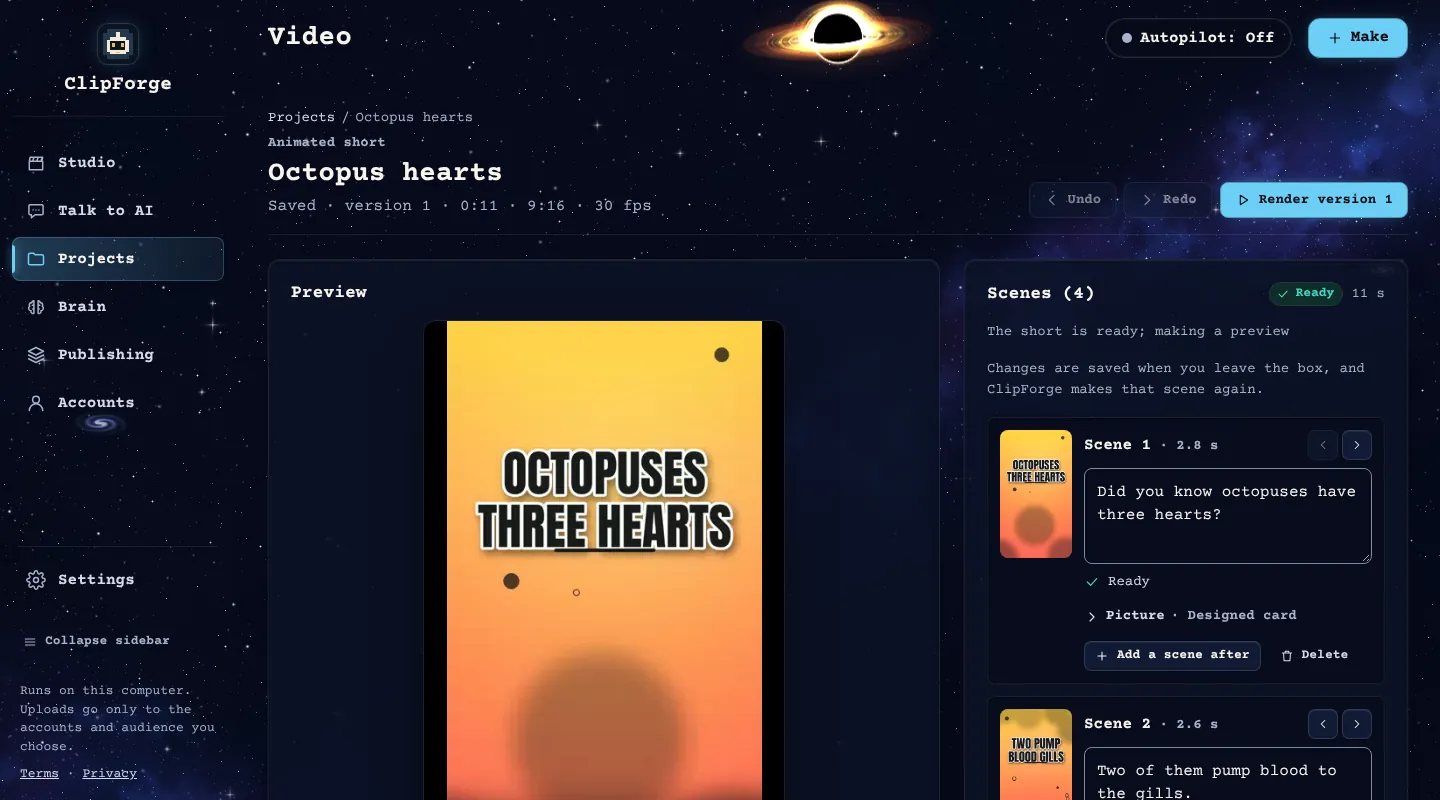 ClipForge
Studio
Talk to AI
Projects
Brain
Publishing
Accounts
Settings
Collapse sidebar
Runs on this computer.
Uploads go only to the
accounts and audience you
choose.
Terms · Privacy
Video
Autopilot: Off
+ Make
Projects / Octopus hearts
Animated short
Octopus hearts
Saved · version 1 · 0:11 · 9:16 · 30 fps
Undo
Redo
Render version 1
Preview
OCTOPUSES
THREE HEARTS
Scenes (4)
Ready
11 s
The short is ready; making a preview
Changes are saved when you leave the box, and
ClipForge makes that scene again.
OCTOPUSES
THREE HEARTS
Scene 1 · 2.8 s
Did you know octopuses have
three hearts?
Ready
Picture · Designed card
+ Add a scene after
Delete
TWO PUMP
BLOOD GILLS
Scene 2 · 2.6 s
Two of them pump blood to
the gills.